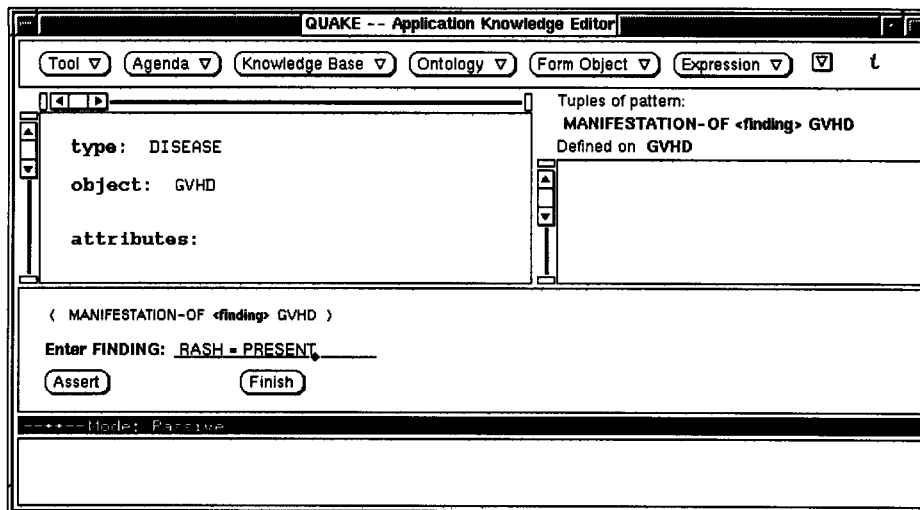 QUAKE -- Application Knowledge Editor
Tool Agenda Knowledge Base Ontology Form Object Expression i
Tuples of pattern:
MANIFESTATION-OF <finding> GVHD
Defined on GVHD
type: DISEASE
object: GVHD
attributes:
( MANIFESTATION-OF <finding> GVHD )
Enter FINDING: RASH = PRESENT
Assert Finish
--**--Mode: Passive